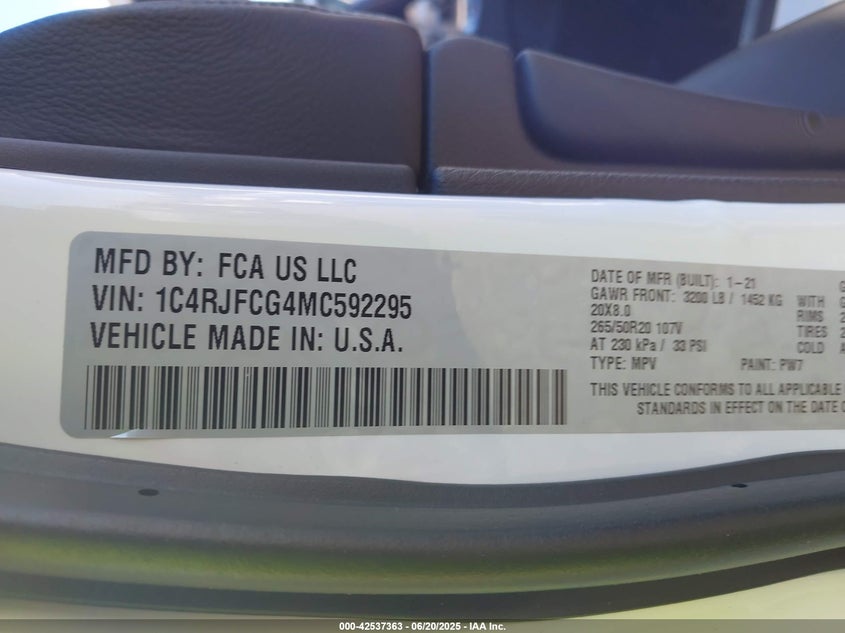 MFD BY: FCA US LLC
VIN: 1C4RJFCG4MC592295
VEHICLE MADE IN: U.S.A.
DATE OF MFR (BUILT): 1-21
GAWR FRONT: 3200 LB / 1452 KG WITH
20X8.0 RIMS
265/50R20 107V TIRES
AT 230 kPa / 33 PSI COLD
TYPE: MPV PAINT: PW7
THIS VEHICLE CONFORMS TO ALL APPLICABLE
STANDARDS IN EFFECT ON THE DATE
000-42537363 - 06/20/2025 - IAA Inc.